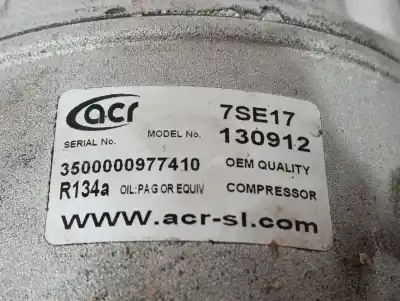 acr
7SE17
SERIAL No.
MODEL No.
130912
3500000977410
OEM QUALITY
R134a
OIL:PAG OR EQUIV
COMPRESSOR
www.acr-sl.com